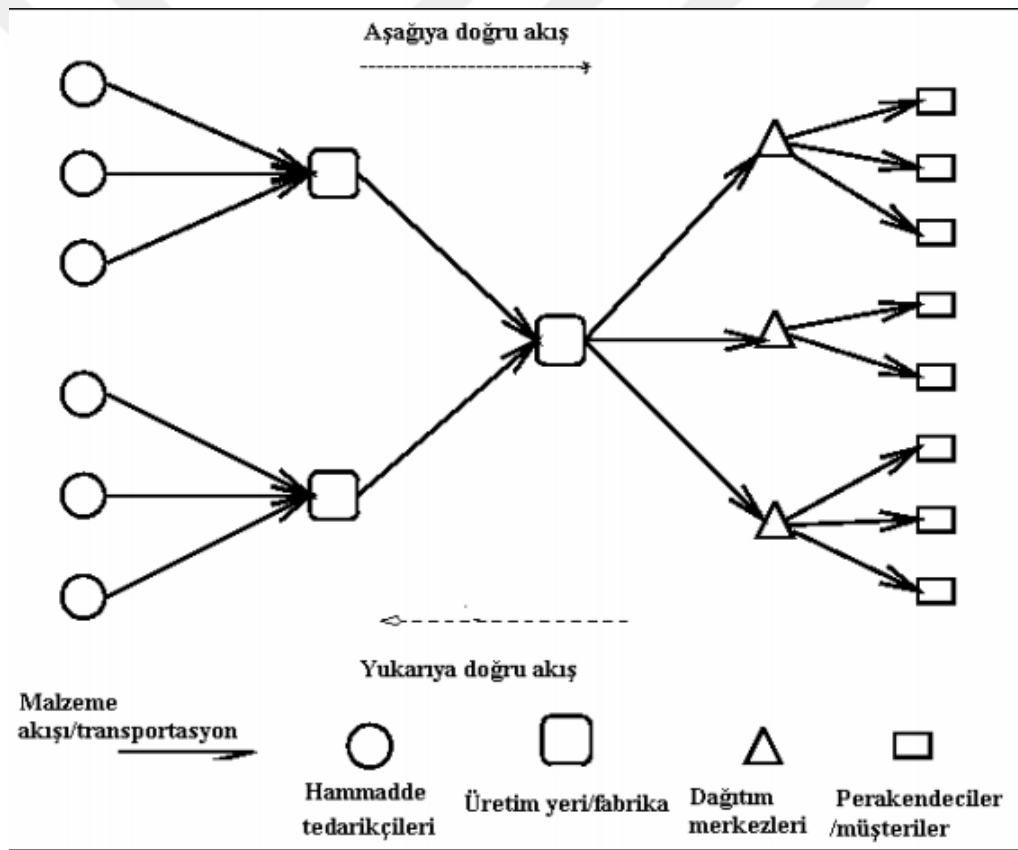 Aşağıya doğru akış
Yukarıya doğru akış
Malzeme
akışı/transportasyon
Hammadde
tedarikçileri
Üretim yeri/fabrika
Dağıtım
merkezleri
Perakendeciler
/müşteriler